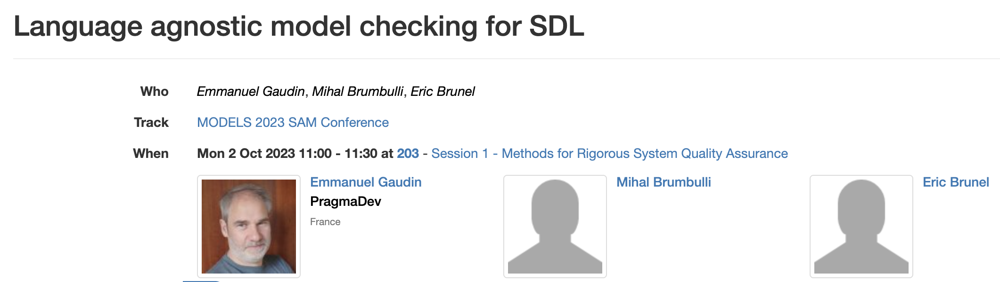 Language agnostic model checking for SDL
Who Emmanuel Gaudin, Mihal Brumbulli, Eric Brunel
Track MODELS 2023 SAM Conference
When Mon 2 Oct 2023 11:00 - 11:30 at 203 - Session 1 - Methods for Rigorous System Quality Assurance
Emmanuel Gaudin
PragmaDev
France
Mihal Brumbulli
Eric Brunel